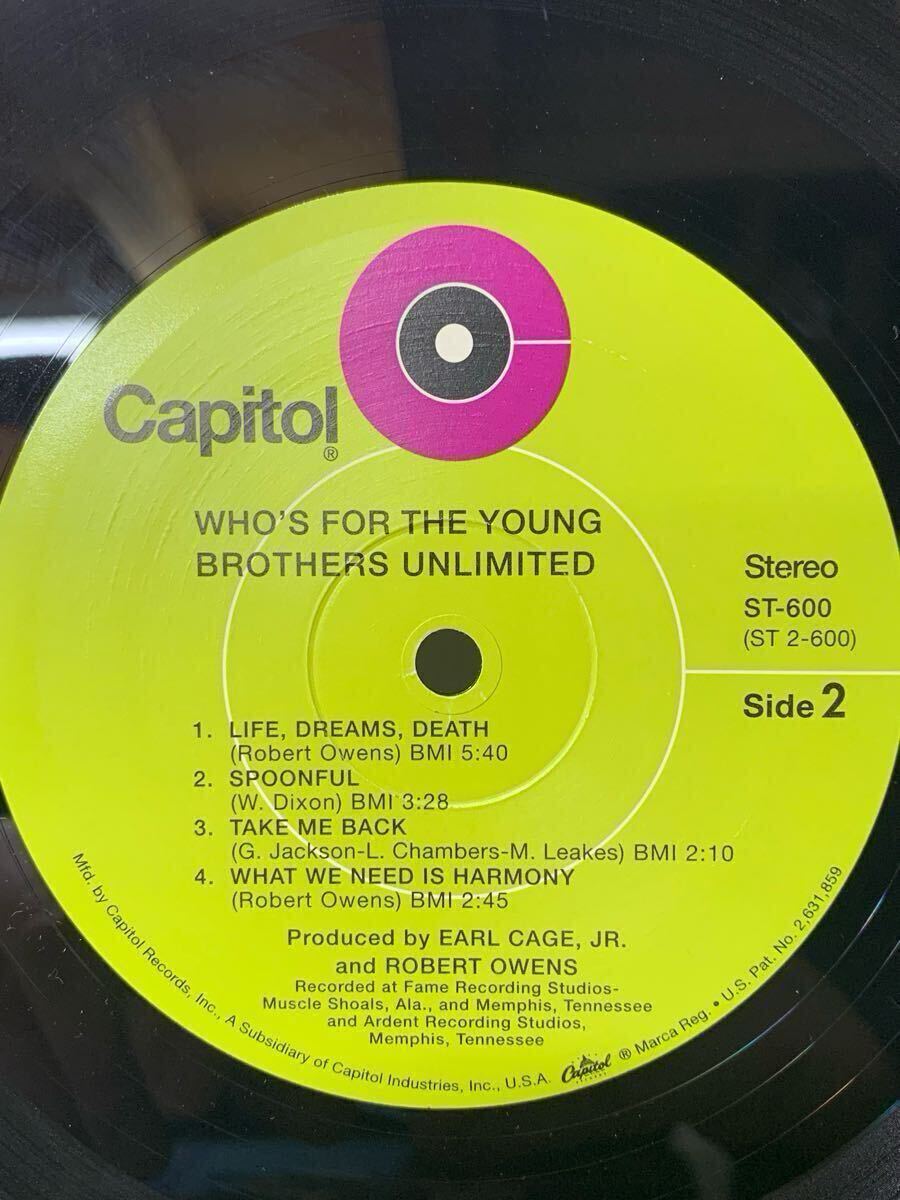 Capitol®
WHO'S FOR THE YOUNG
BROTHERS UNLIMITED
Stereo
ST-600
(ST 2-600)
Side 2
1. LIFE, DREAMS, DEATH
(Robert Owens) BMI 5:40
2. SPOONFUL
(W. Dixon) BMI 3:28
3. TAKE ME BACK
(G. Jackson-L. Chambers-M. Leakes) BMI 2:10
4. WHAT WE NEED IS HARMONY
(Robert Owens) BMI 2:45
Produced by EARL CAGE, JR.
and ROBERT OWENS
Recorded at Fame Recording Studios-
Muscle Shoals, Ala., and Memphis, Tennessee
and Ardent Recording Studios,
Memphis, Tennessee
Mfd. by Capitol Records, Inc., A Subsidiary of Capitol Industries, Inc., U.S.A. Capitol ® Marca Reg. • U.S. Pat. No. 2,631,859